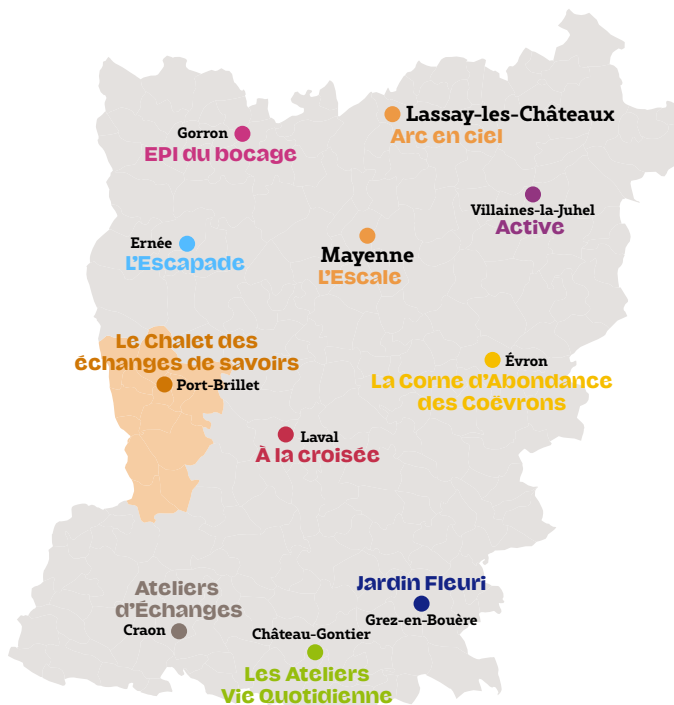 Lassay-les-Châteaux
Arc en ciel
Gorron
EPI du bocage
Villaines-la-Juhel
Active
Ernée
L'Escapade
Mayenne
L'Escale
Le Chalet des
échanges de savoirs
Port-Brillet
Évron
La Corne d'Abondance
des Coëvrons
Laval
À la croisée
Ateliers
d'Échanges
Craon
Jardin Fleuri
Grez-en-Bouère
Château-Gontier
Les Ateliers
Vie Quotidienne